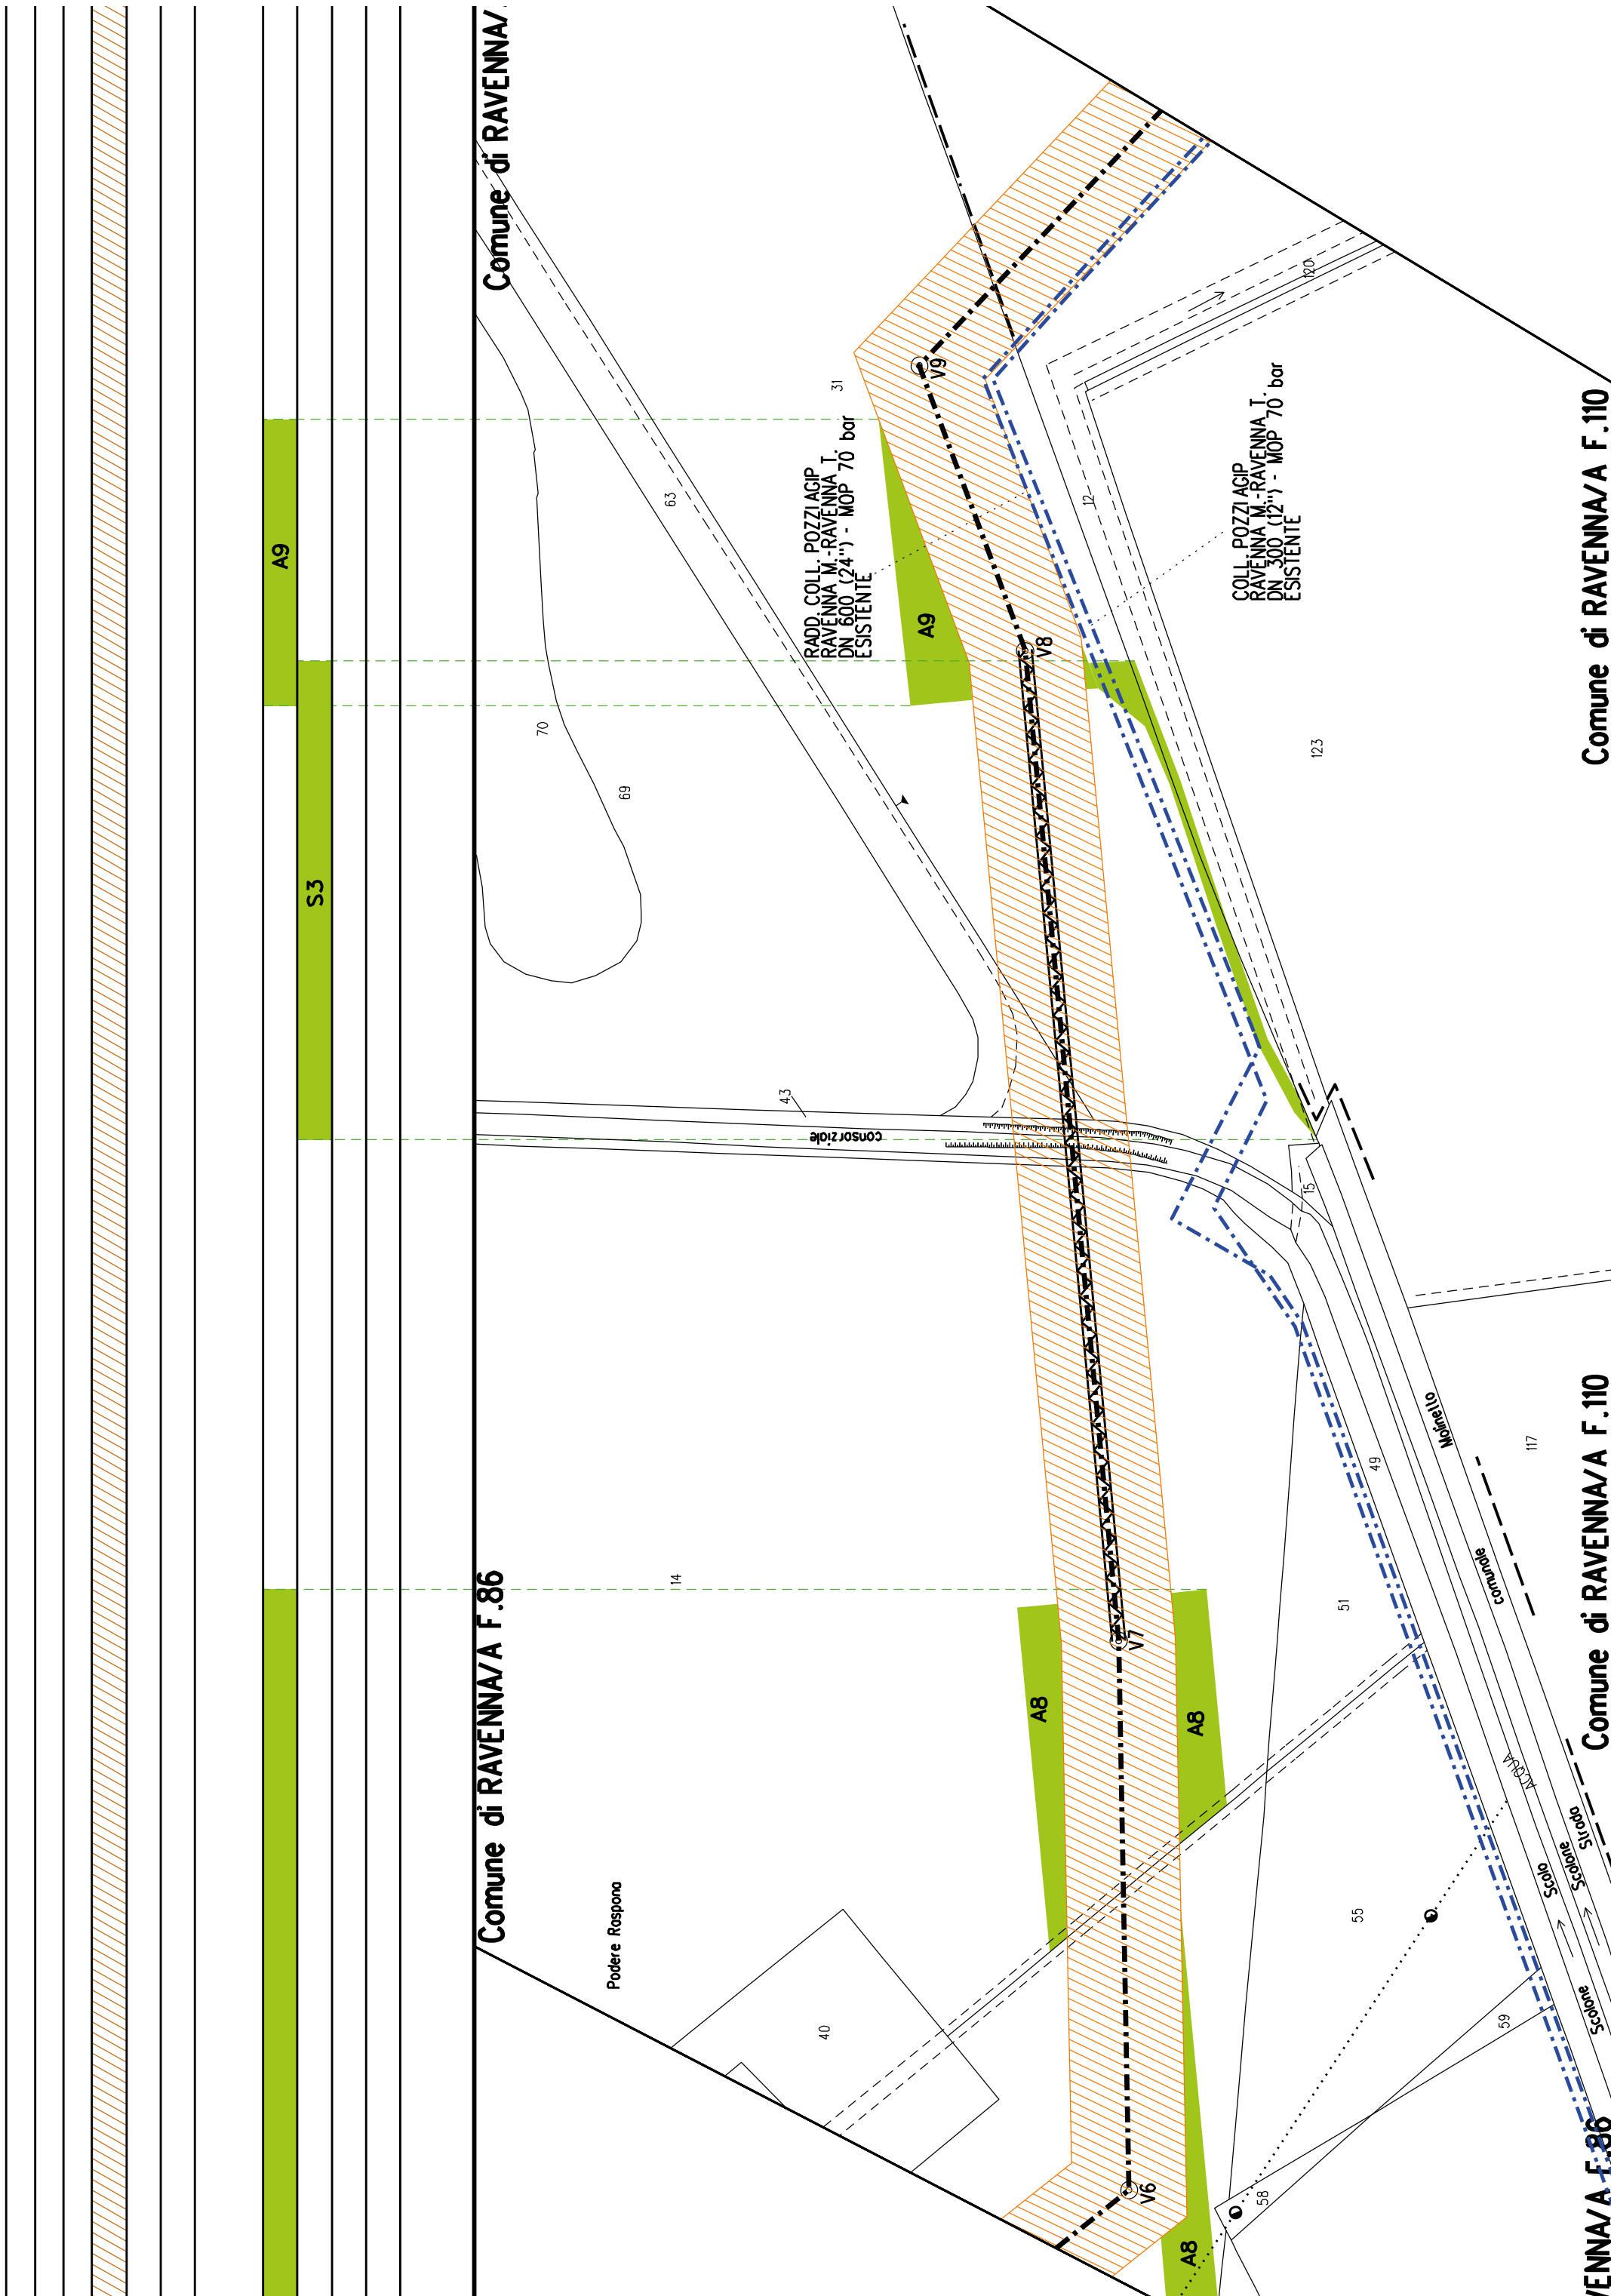 Comune di RAVENNA/
A9
S3
31
63
70
69
V9
A9
V8
RADD. COLL. POZZI AGIP
RAVENNA M.-RAVENNA T.
DN 600 (24") - MOP 70 bar
ESISTENTE
COLL. POZZI AGIP
RAVENNA M.-RAVENNA T.
DN 300 (12") - MOP 70 bar
ESISTENTE
120
12
123
Comune di RAVENNA/A F.110
43
consorziale
15
Comune di RAVENNA/A F.86
14
A8
V7
A8
51
49
Molinetto
comunale
117
Comune di RAVENNA/A F.110
ACQUA
Strada
Scolone
Scolo
Scolone
Podere Raspona
40
55
59
58
V6
A8
VENNA/A F.86